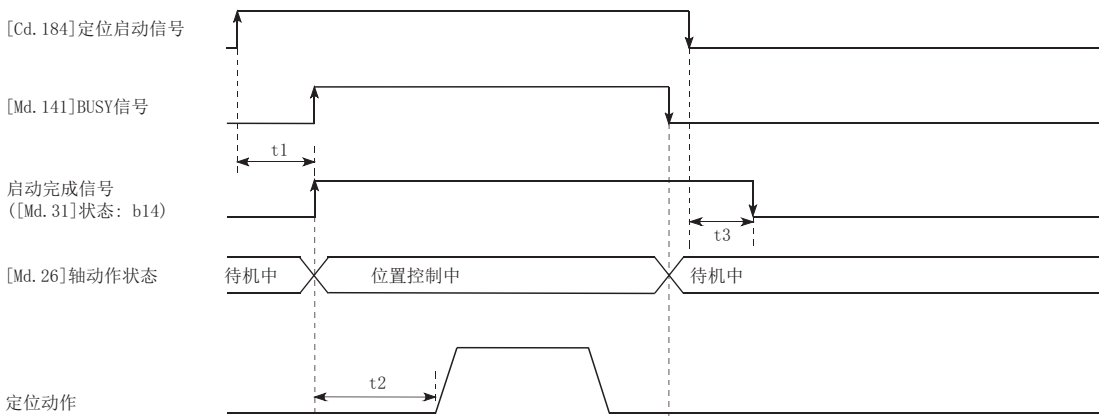 [Cd.184]定位启动信号
[Md.141]BUSY信号
t1
启动完成信号
([Md.31]状态: b14)
t3
[Md.26]轴动作状态
待机中
位置控制中
待机中
t2
定位动作